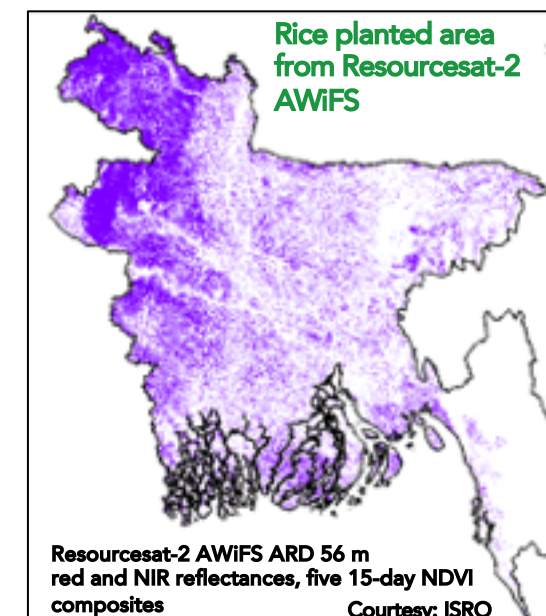 Rice planted area
from Resourcesat-2
AWiFS
Resourcesat-2 AWiFS ARD 56 m
red and NIR reflectances, five 15-day NDVI
composites
Courtesy: ISRO